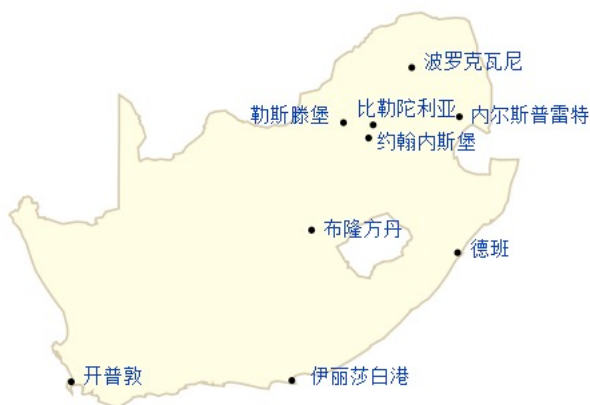 波罗克瓦尼
勒斯滕堡
比勒陀利亚
内尔斯普雷特
约翰内斯堡
布隆方丹
德班
开普敦
伊丽莎白港